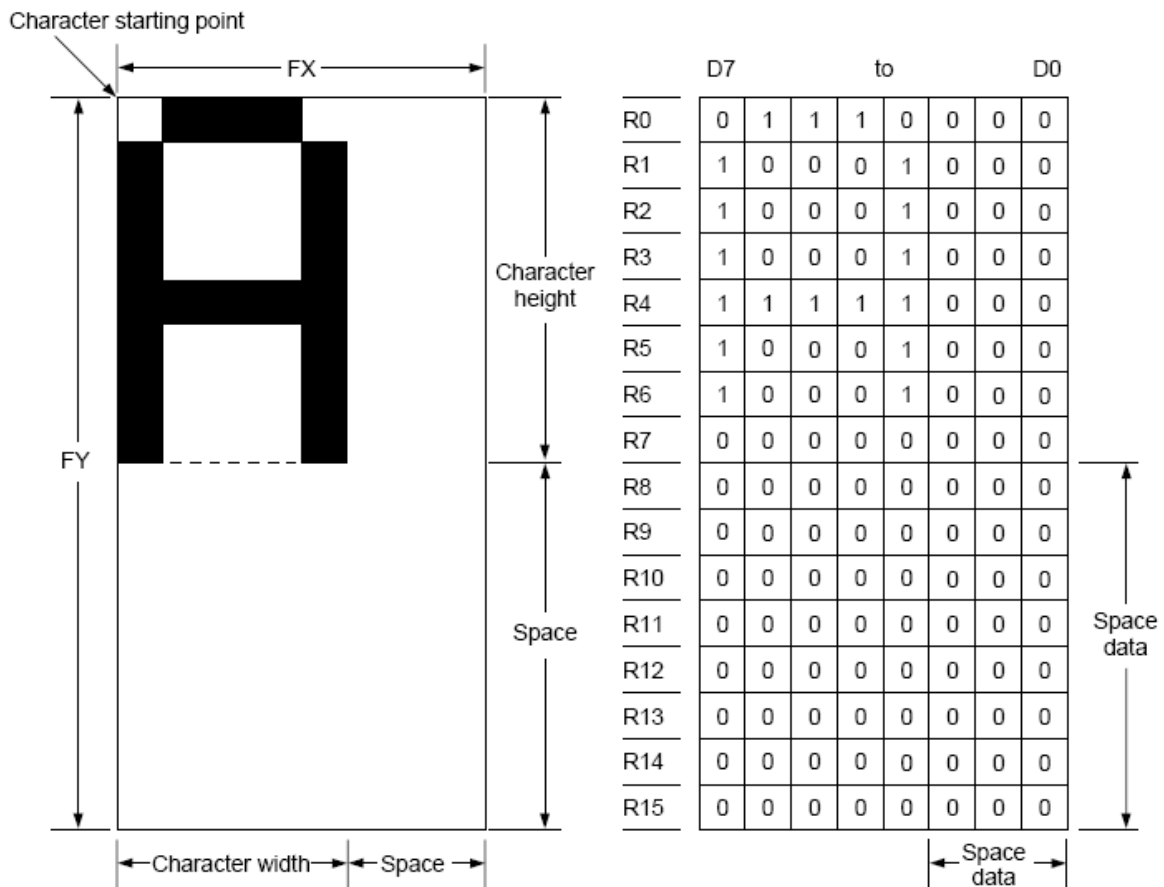 Character starting point
FX
D7 to D0
R0 0 1 1 1 0 0 0 0
R1 1 0 0 0 1 0 0 0
R2 1 0 0 0 1 0 0 0
R3 1 0 0 0 1 0 0 0
Character
height
R4 1 1 1 1 1 0 0 0
R5 1 0 0 0 1 0 0 0
R6 1 0 0 0 1 0 0 0
R7 0 0 0 0 0 0 0 0
FY
R8 0 0 0 0 0 0 0 0
R9 0 0 0 0 0 0 0 0
R10 0 0 0 0 0 0 0 0
R11 0 0 0 0 0 0 0 0
Space
Space
data
R12 0 0 0 0 0 0 0 0
R13 0 0 0 0 0 0 0 0
R14 0 0 0 0 0 0 0 0
R15 0 0 0 0 0 0 0 0
Character width
Space
Space
data